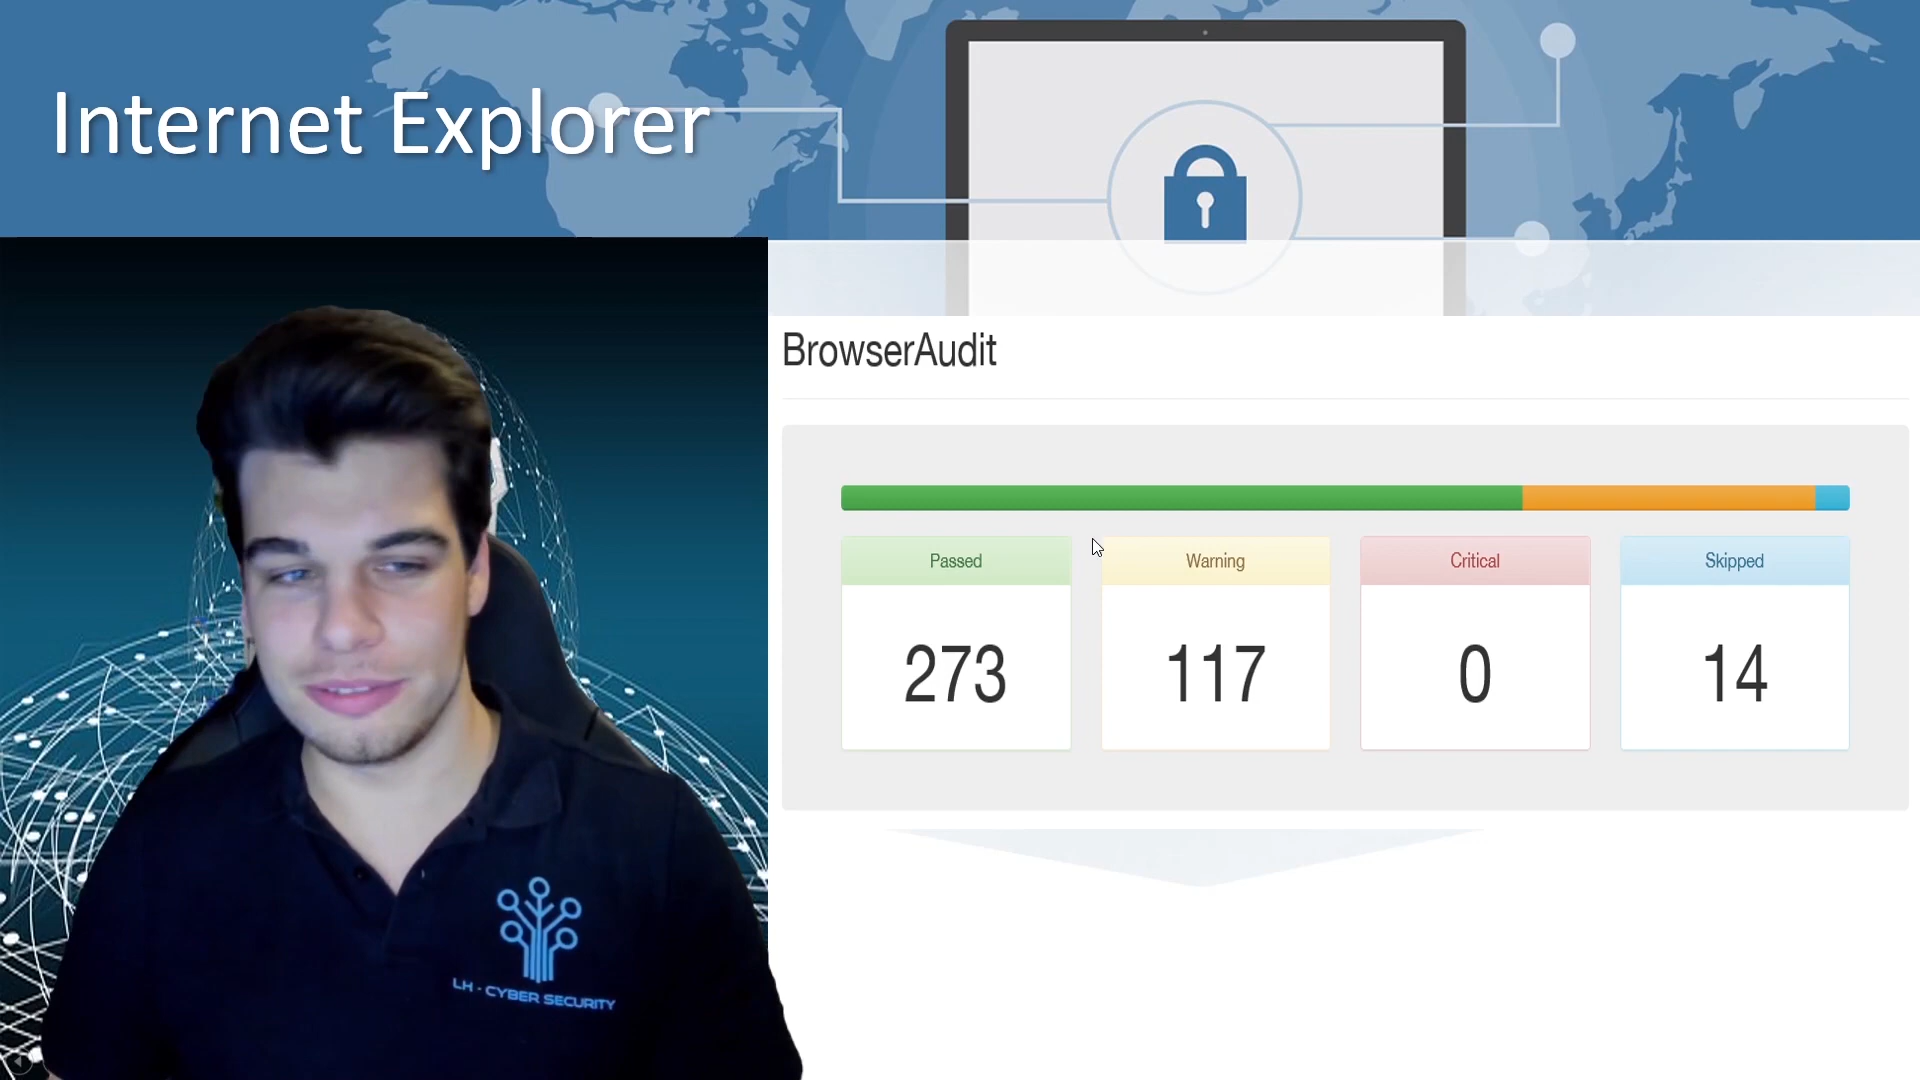 Internet Explorer
BrowserAudit
Passed
Warning
Critical
Skipped
273
117
0
14
LH - CYBER SECURITY